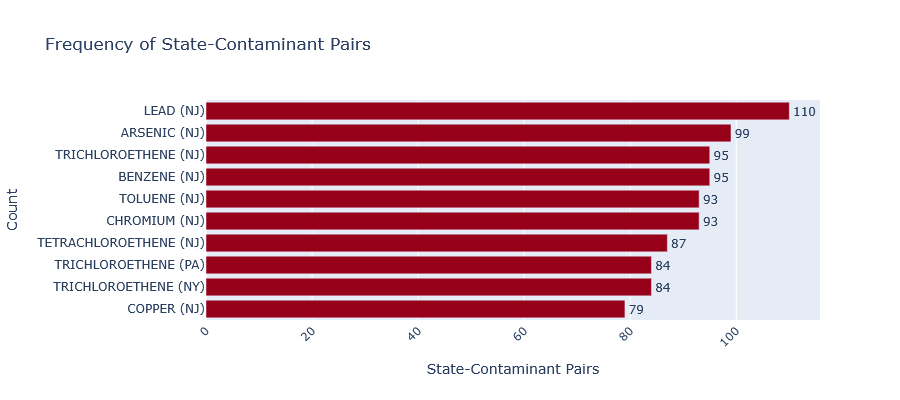 Frequency of State-Contaminant Pairs
Count
LEAD (NJ) 110
ARSENIC (NJ) 99
TRICHLOROETHENE (NJ) 95
BENZENE (NJ) 95
TOLUENE (NJ) 93
CHROMIUM (NJ) 93
TETRACHLOROETHENE (NJ) 87
TRICHLOROETHENE (PA) 84
TRICHLOROETHENE (NY) 84
COPPER (NJ) 79
0 20 40 60 80 100
State-Contaminant Pairs